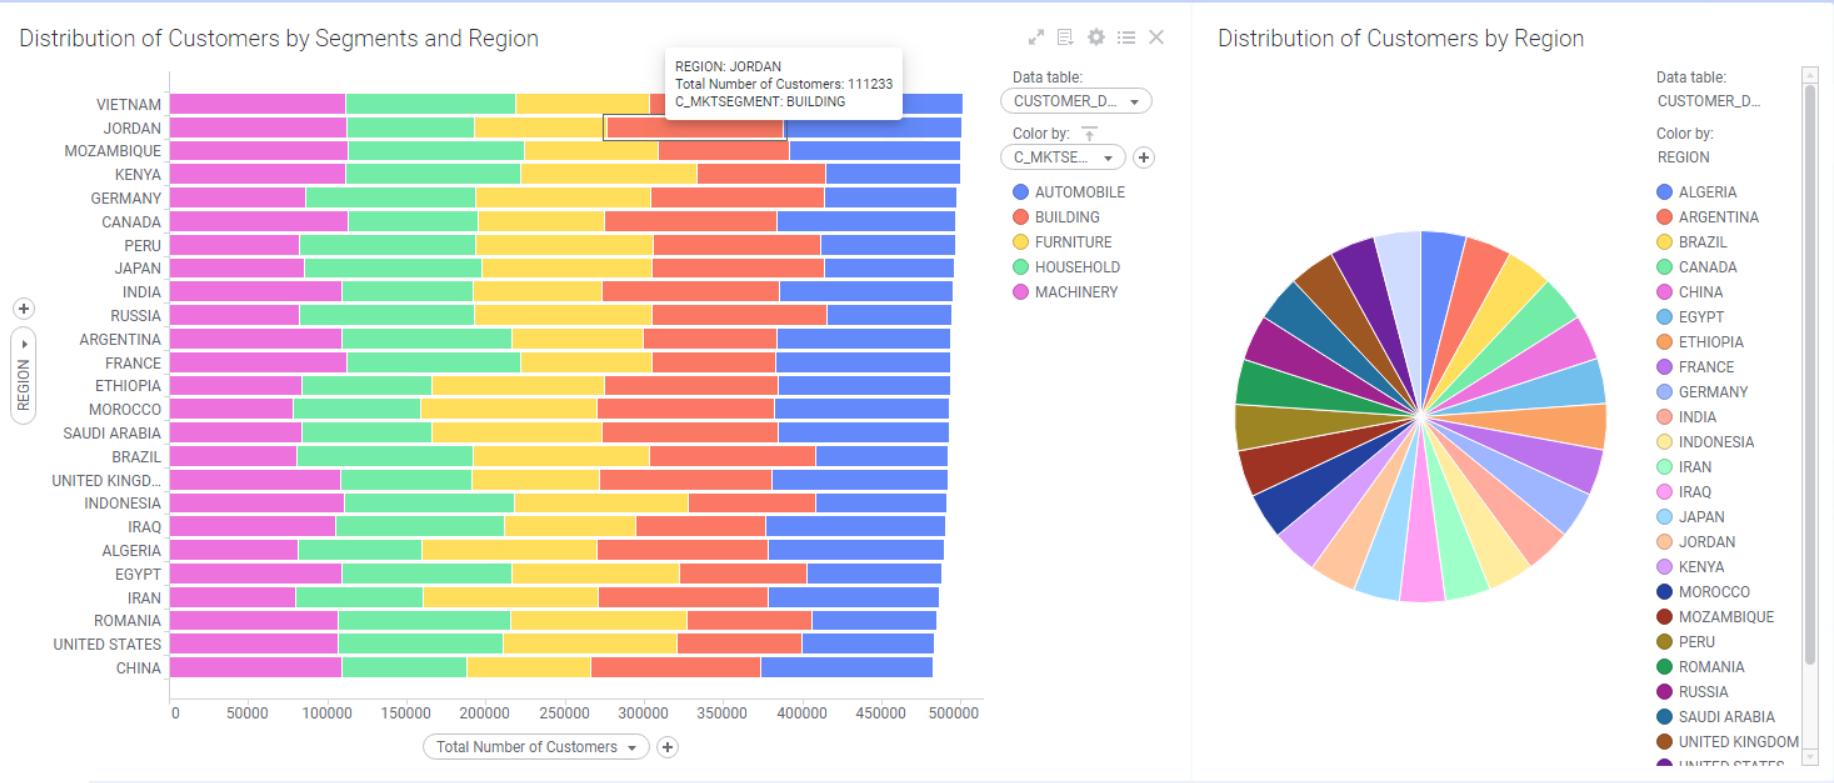 Distribution of Customers by Segments and Region
REGION: JORDAN
Total Number of Customers: 111233
C_MKTSEGMENT: BUILDING
VIETNAM
JORDAN
MOZAMBIQUE
KENYA
GERMANY
CANADA
PERU
JAPAN
INDIA
RUSSIA
ARGENTINA
FRANCE
ETHIOPIA
MOROCCO
SAUDI ARABIA
BRAZIL
UNITED KINGD...
INDONESIA
IRAQ
ALGERIA
EGYPT
IRAN
ROMANIA
UNITED STATES
CHINA
REGION
0 50000 100000 150000 200000 250000 300000 350000 400000 450000 500000
Total Number of Customers
Data table:
CUSTOMER_D...
Color by:
C_MKTSE...
AUTOMOBILE
BUILDING
FURNITURE
HOUSEHOLD
MACHINERY
Distribution of Customers by Region
Data table:
CUSTOMER_D...
Color by:
REGION
ALGERIA
ARGENTINA
BRAZIL
CANADA
CHINA
EGYPT
ETHIOPIA
FRANCE
GERMANY
INDIA
INDONESIA
IRAN
IRAQ
JAPAN
JORDAN
KENYA
MOROCCO
MOZAMBIQUE
PERU
ROMANIA
RUSSIA
SAUDI ARABIA
UNITED KINGDOM
UNITED STATES